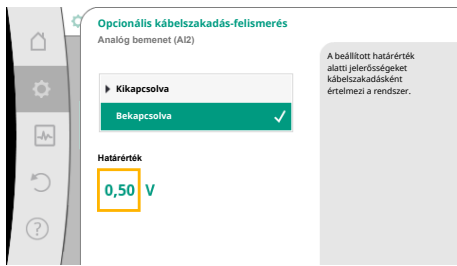 Opcionális kábelszakadás-felismerés
Analóg bemenet (AI2)
Kikapcsolva
Bekapcsolva
Határérték
0,50 V
A beállított határérték
alatti jelerősségeket
kábelszakadásként
értelmezi a rendszer.
?